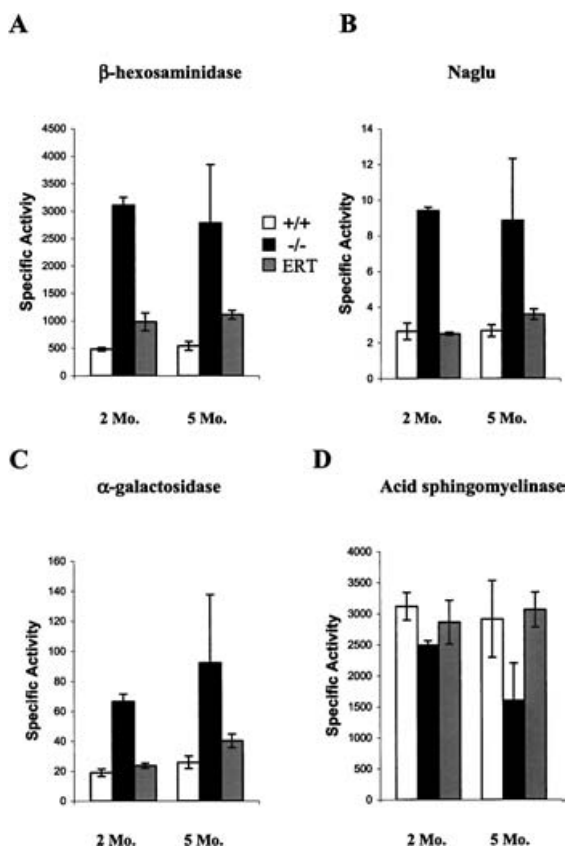 A
β-hexosaminidase
4500
4000
3500
3000
2500
2000
1500
1000
500
0
Specific Activity
2 Mo. 5 Mo.
+/+
-/-
ERT
B
Naglu
14
12
10
8
6
4
2
0
Specific Activity
2 Mo. 5 Mo.
C
α-galactosidase
160
140
120
100
80
60
40
20
0
Specific Activity
2 Mo. 5 Mo.
D
Acid sphingomyelinase
4000
3500
3000
2500
2000
1500
1000
500
0
Specific Activity
2 Mo. 5 Mo.